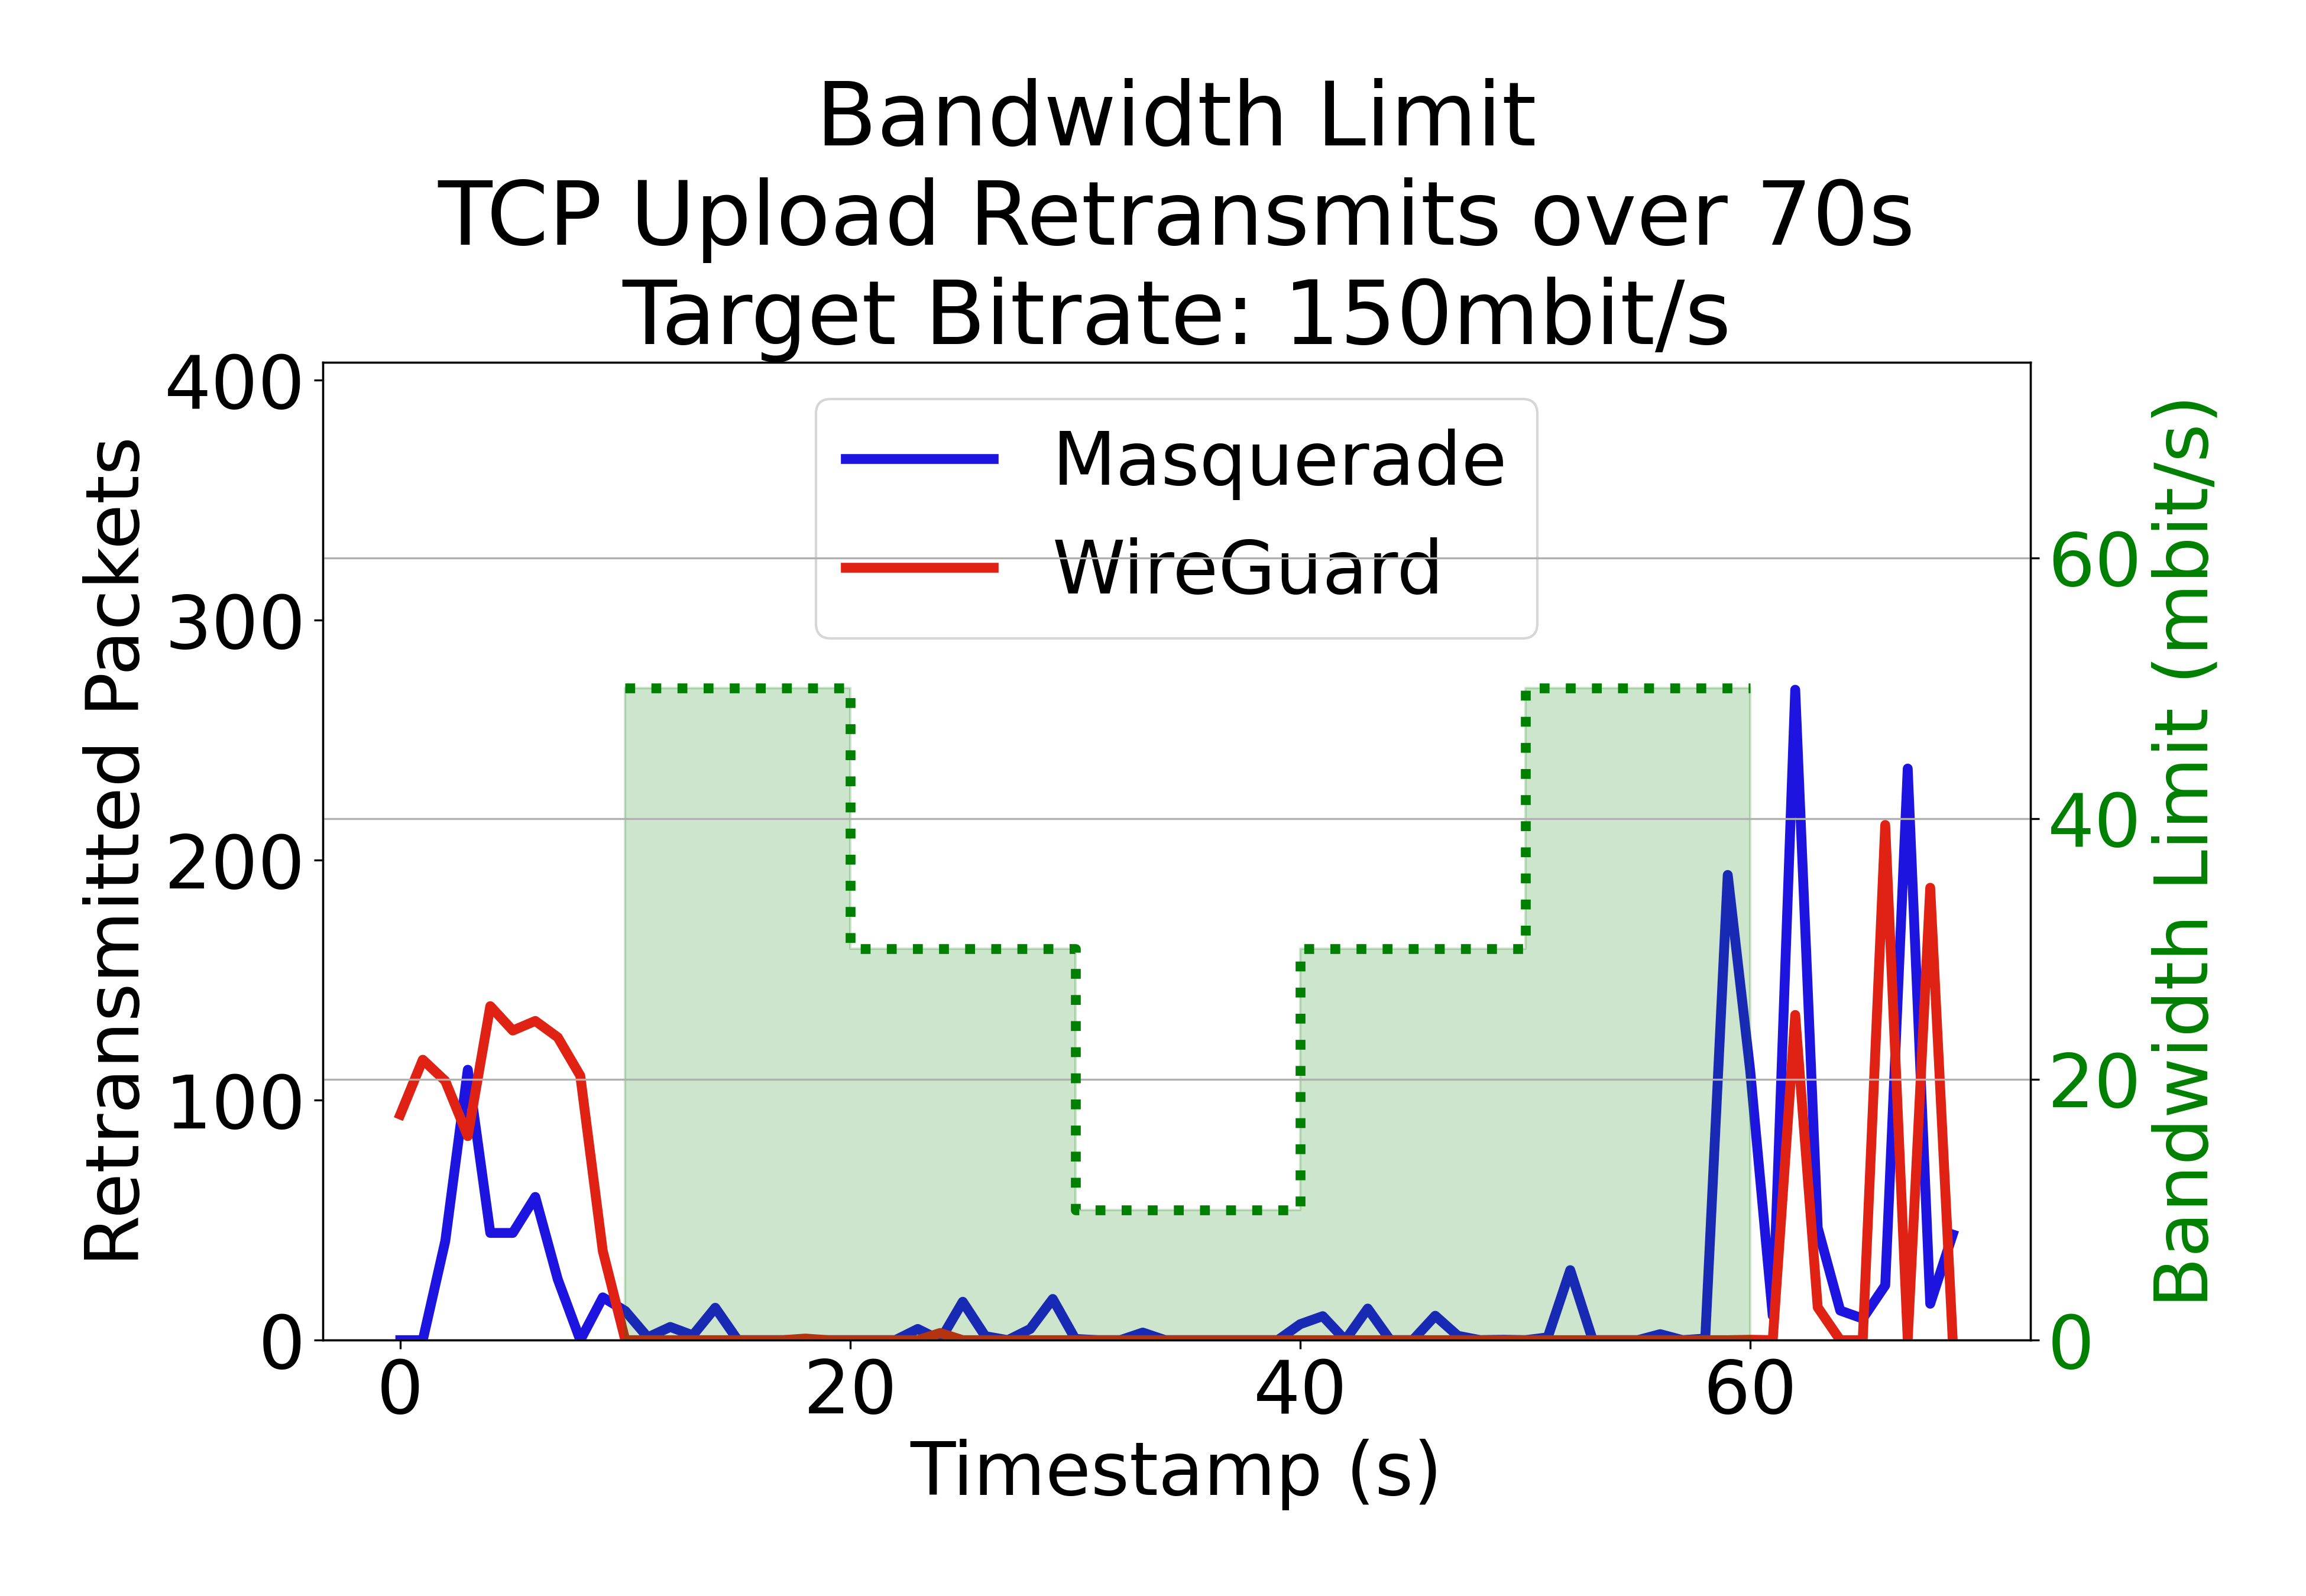 Bandwidth Limit
TCP Upload Retransmits over 70s
Target Bitrate: 150mbit/s
Retransmitted Packets
400
300
200
100
0
Masquerade
WireGuard
60
40
20
0
Bandwidth Limit (mbit/s)
0
20
40
60
Timestamp (s)